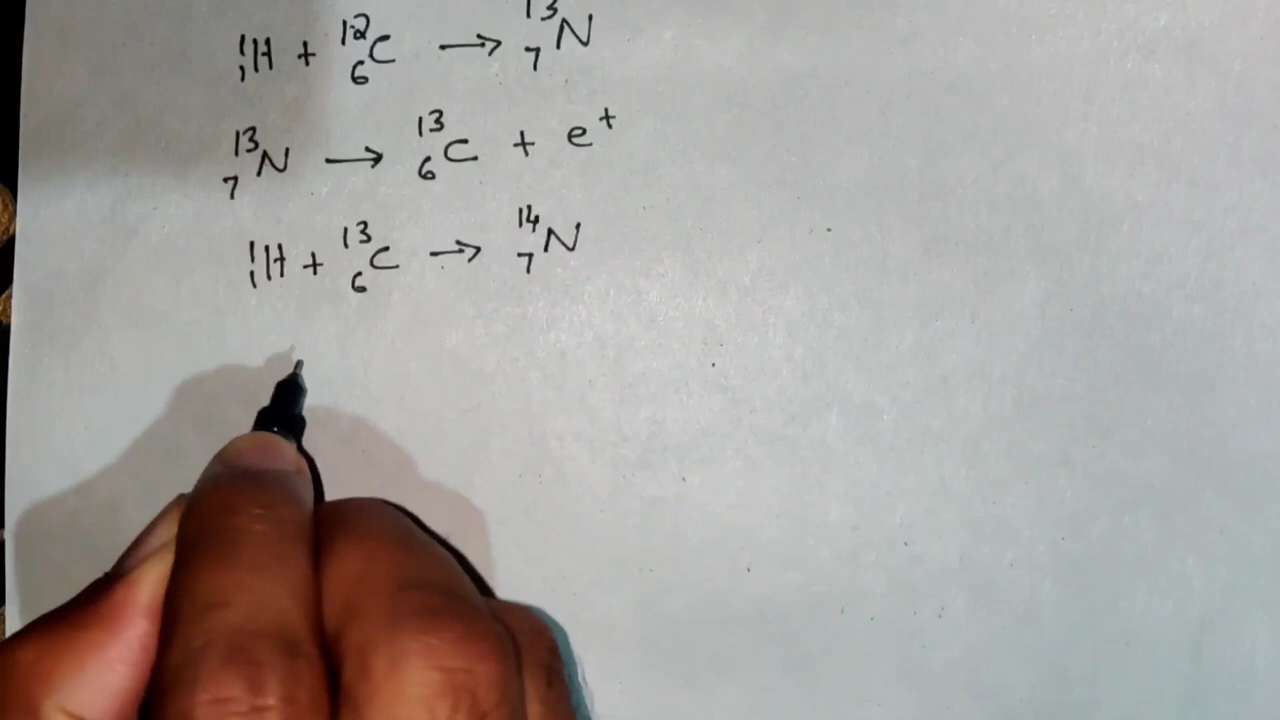 ¹₁H + ¹²₆C → ¹³₇N
¹³₇N → ¹³₆C + e⁺
¹₁H + ¹³₆C → ¹⁴₇N